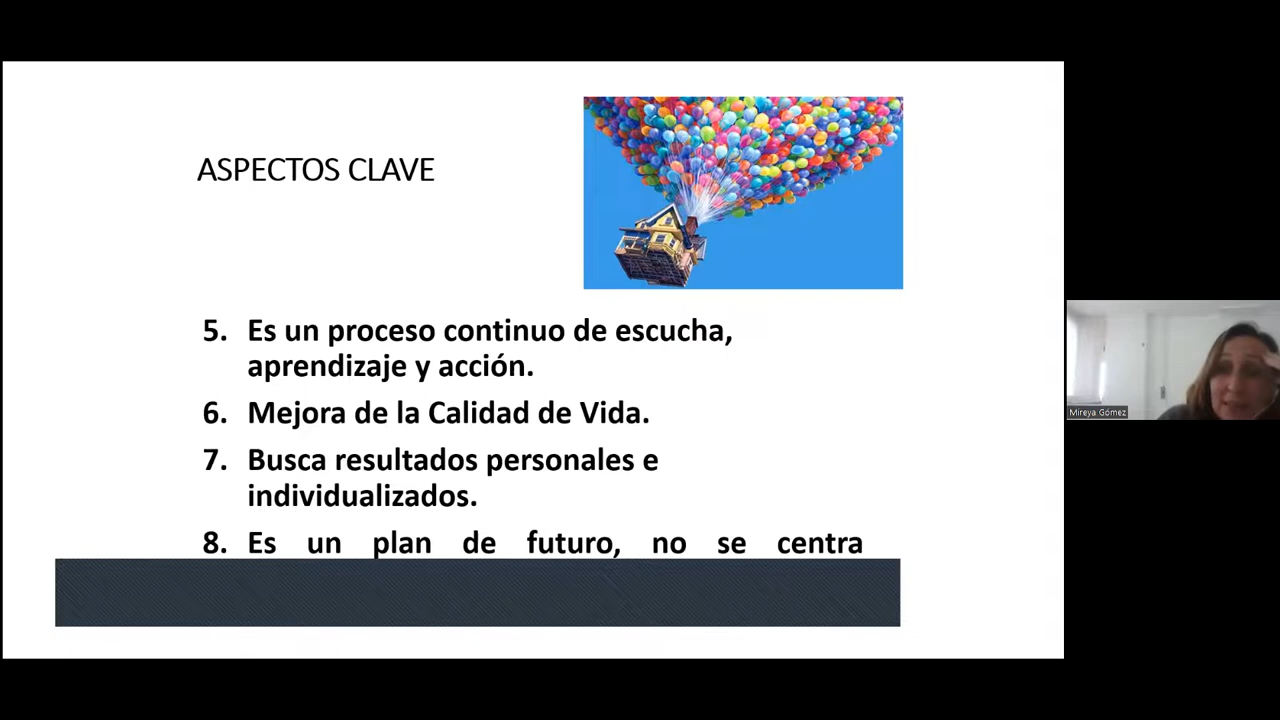 ASPECTOS CLAVE
5. Es un proceso continuo de escucha,
aprendizaje y acción.
6. Mejora de la Calidad de Vida.
7. Busca resultados personales e
individualizados.
8. Es un plan de futuro, no se centra
Mireya Gómez